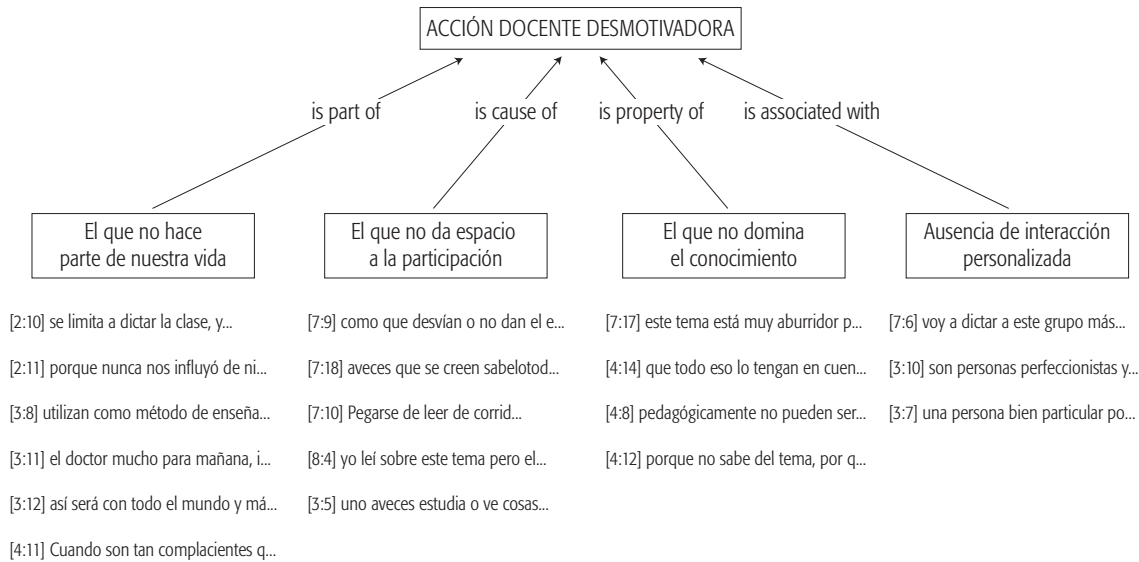 ACCIÓN DOCENTE DESMOTIVADORA
is part of
is cause of
is property of
is associated with
El que no hace
parte de nuestra vida
El que no da espacio
a la participación
El que no domina
el conocimiento
Ausencia de interacción
personalizada
[2:10] se limita a dictar la clase, y...
[2:11] porque nunca nos influyó de ni...
[3:8] utilizan como método de enseña...
[3:11] el doctor mucho para mañana, i...
[3:12] así será con todo el mundo y má...
[4:11] Cuando son tan complacientes q...
[7:9] como que desvían o no dan el e...
[7:18] aveces que se creen sabelotod...
[7:10] Pegarse de leer de corrid...
[8:4] yo leí sobre este tema pero el...
[3:5] uno aveces estudia o ve cosas...
[7:17] este tema está muy aburridor p...
[4:14] que todo eso lo tengan en cuen...
[4:8] pedagógicamente no pueden ser...
[4:12] porque no sabe del tema, por q...
[7:6] voy a dictar a este grupo más...
[3:10] son personas perfeccionistas y...
[3:7] una persona bien particular po...